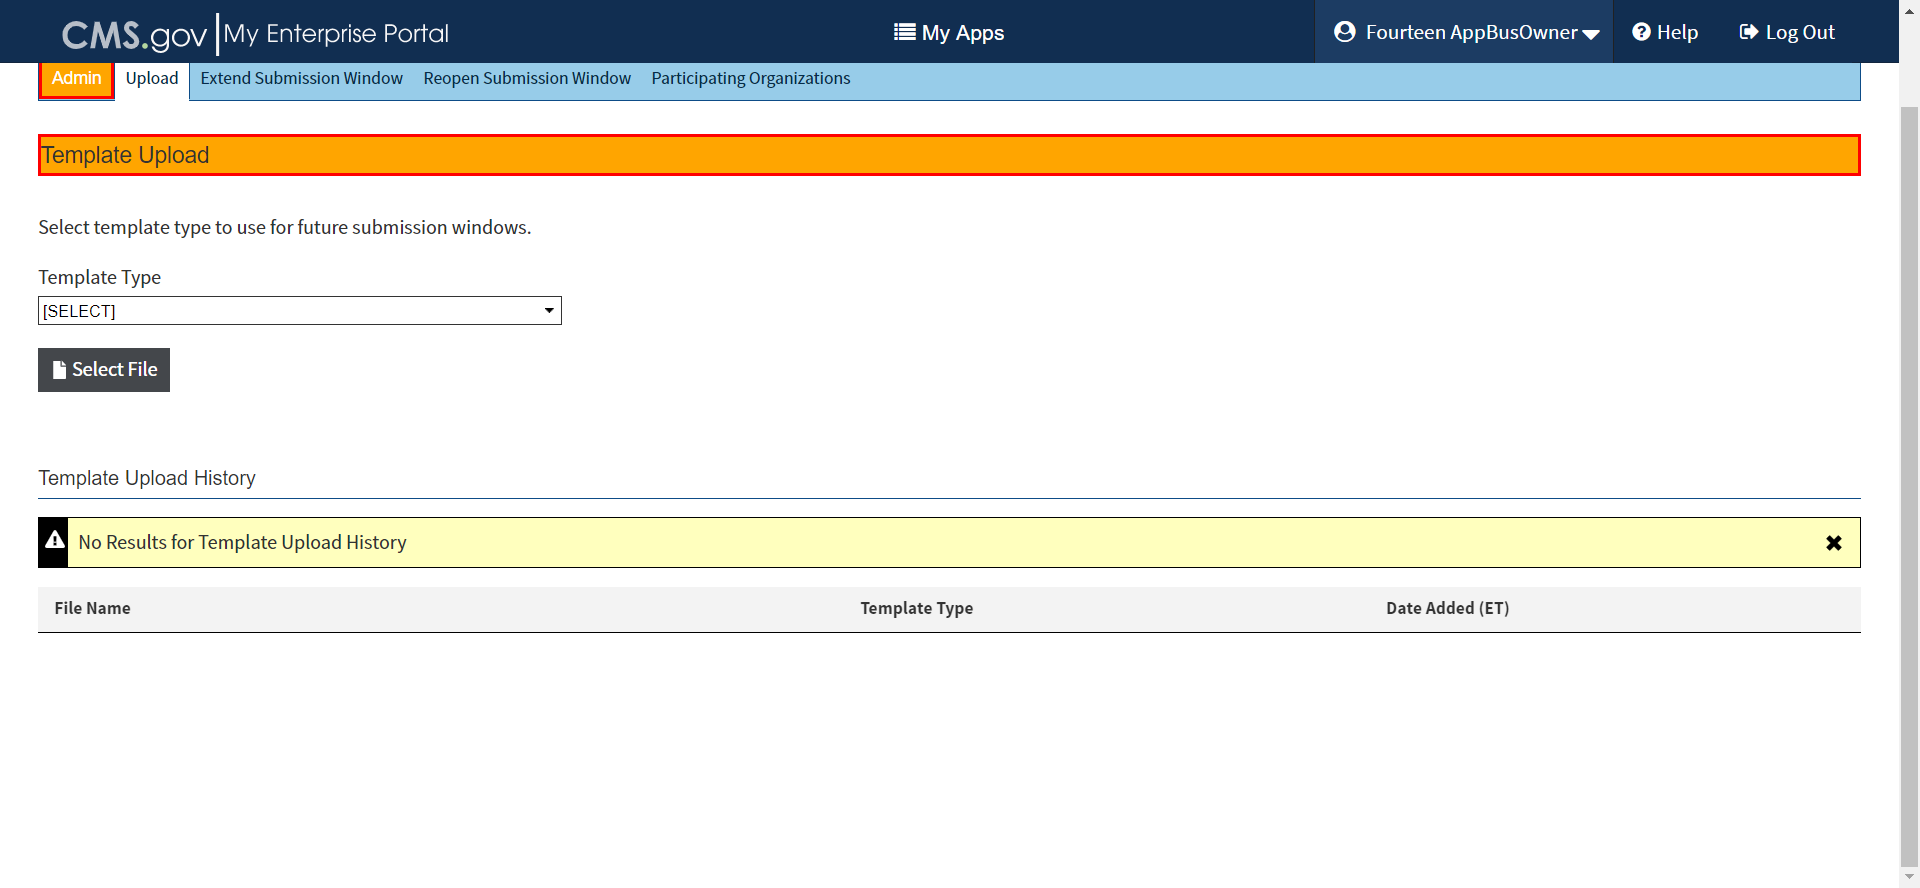 CMS.gov My Enterprise Portal My Apps Fourteen AppBusOwner Help Log Out
Admin Upload Extend Submission Window Reopen Submission Window Participating Organizations
Template Upload
Select template type to use for future submission windows.
Template Type
[SELECT]
Select File
Template Upload History
No Results for Template Upload History
File Name Template Type Date Added (ET)